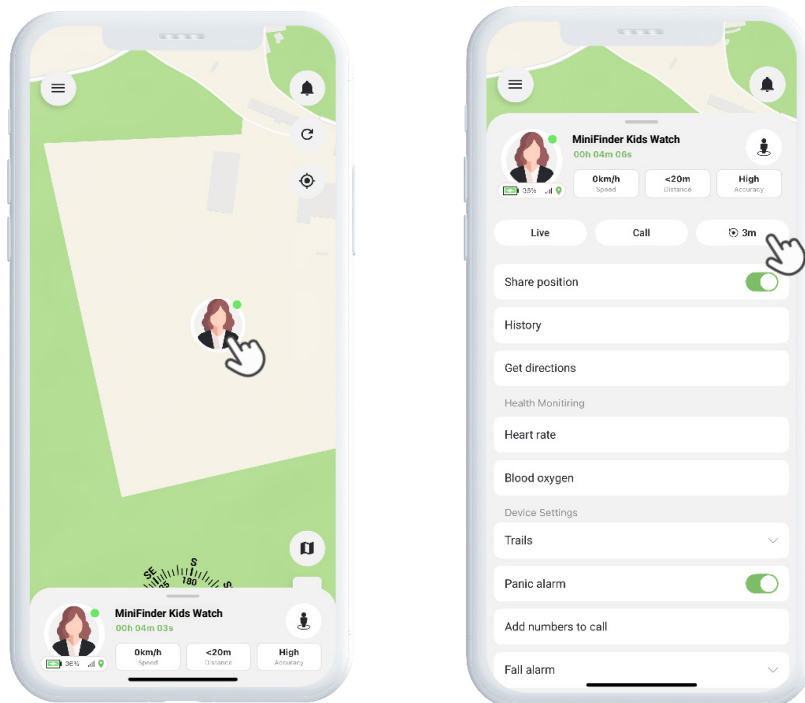 SE
S
180
MiniFinder Kids Watch
00h 04m 03s
0km/h
<20m
High
Speed
Distance
Accuracy
36%
MiniFinder Kids Watch
00h 04m 06s
0km/h
<20m
High
Speed
Distance
Accuracy
Live
Call
3m
Share position
History
Get directions
Health Monitiring
Heart rate
Blood oxygen
Device Settings
Trails
Panic alarm
Add numbers to call
Fall alarm